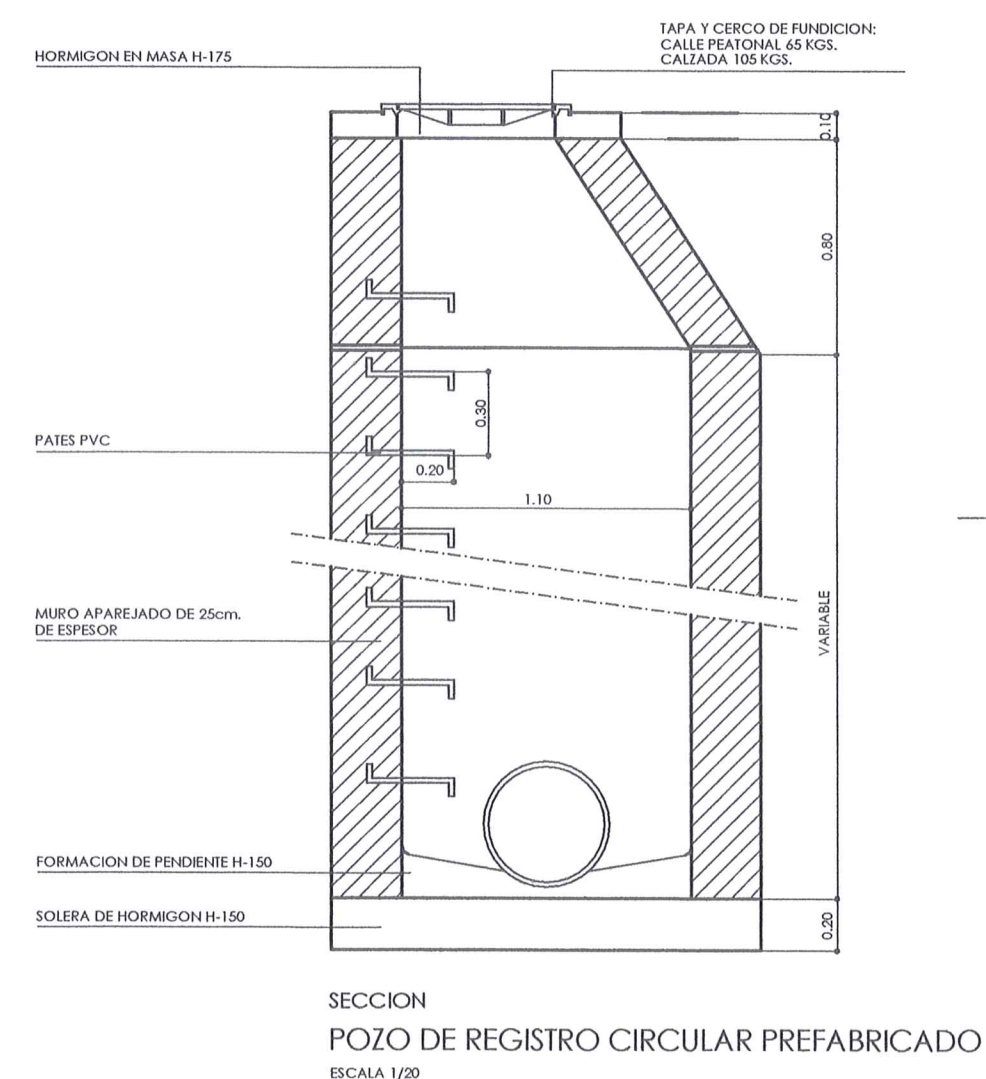 TAPA Y CERCO DE FUNDICION:
CALLE PEATONAL 65 KGS.
CALZADA 105 KGS.
HORMIGON EN MASA H-175
0.10
0.80
0.30
PATES PVC
0.20
1.10
MURO APAREJADO DE 25cm.
DE ESPESOR
VARIABLE
FORMACION DE PENDIENTE H-150
SOLERA DE HORMIGON H-150
0.20
SECCION
POZO DE REGISTRO CIRCULAR PREFABRICADO
ESCALA 1/20